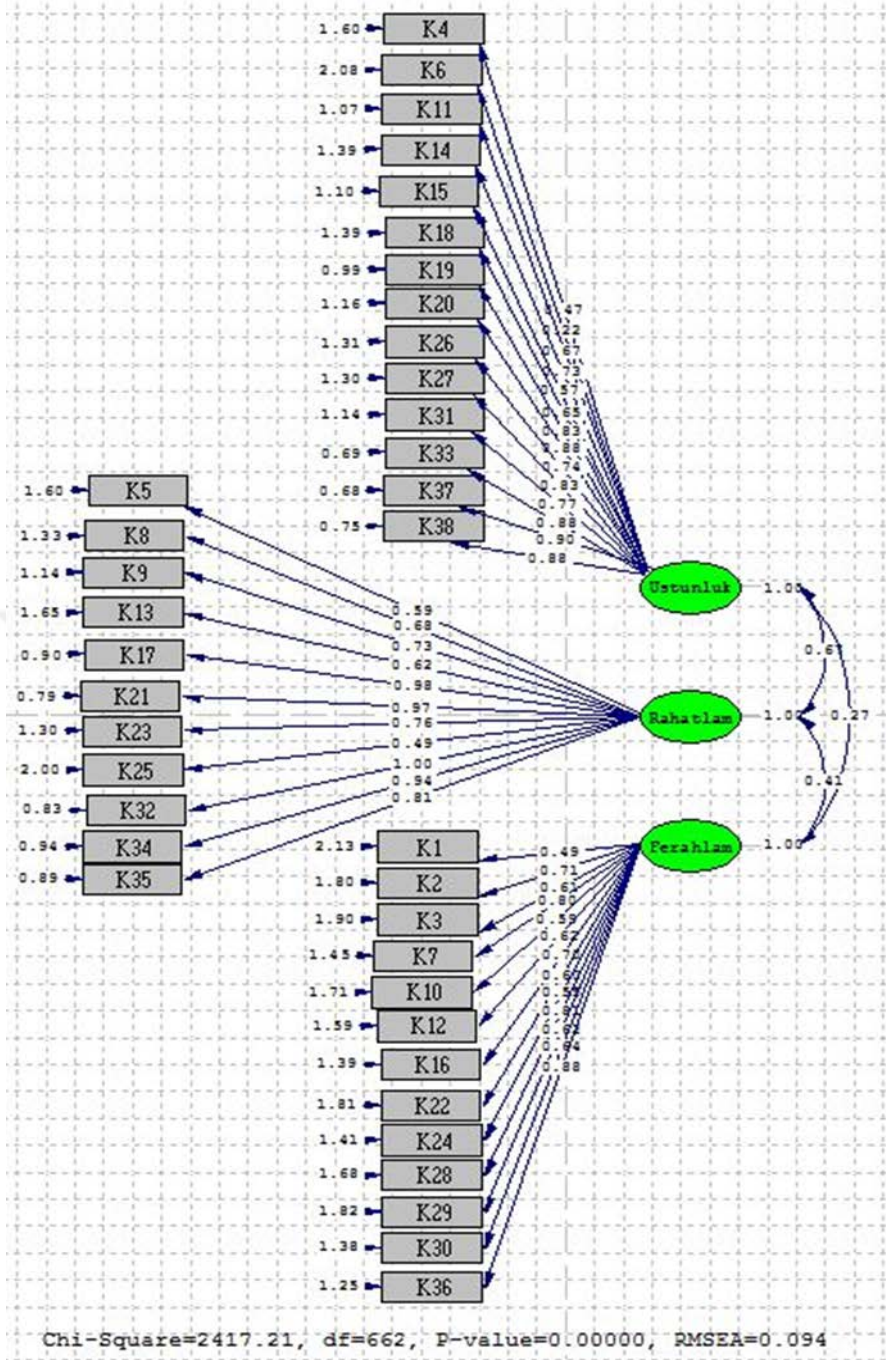 1.60 K4
2.08 K6
1.07 K11
1.39 K14
1.10 K15
1.39 K18
0.99 K19
1.16 K20
1.31 K26
1.30 K27
1.14 K31
0.69 K33
0.68 K37
0.75 K38
0.67
0.73
0.57
0.65
0.83
0.88
0.74
0.83
0.77
0.88
0.90
0.88
Ustunluk 1.00
1.60 K5
1.33 K8
1.14 K9
1.65 K13
0.90 K17
0.79 K21
1.30 K23
2.00 K25
0.83 K32
0.94 K34
0.89 K35
0.59
0.68
0.73
0.62
0.98
0.97
0.76
0.49
1.00
0.94
0.81
Rahatlam 1.00
0.27
0.41
2.13 K1
1.80 K2
1.90 K3
1.45 K7
1.71 K10
1.59 K12
1.39 K16
1.81 K22
1.41 K24
1.68 K28
1.82 K29
1.38 K30
1.25 K36
0.49
0.71
0.61
0.80
0.59
0.62
0.88
Ferahlam 1.00
Chi-Square=2417.21, df=662, P-value=0.00000, RMSEA=0.094